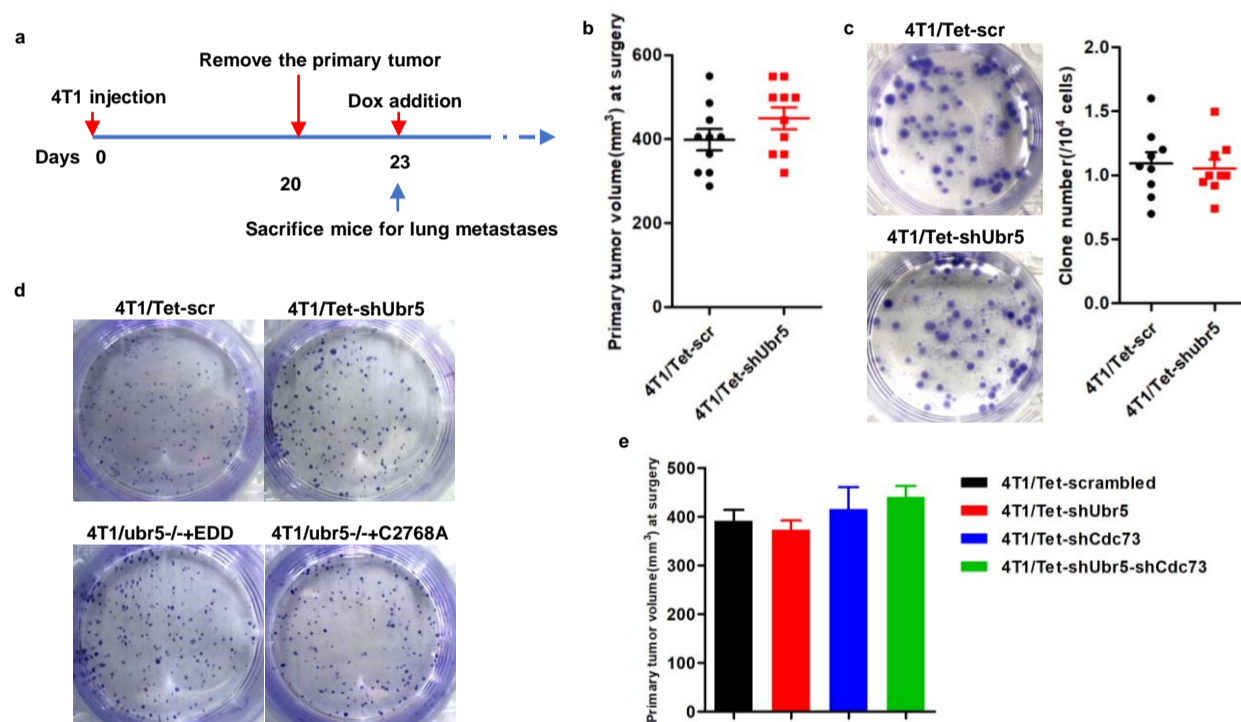 a
Remove the primary tumor
4T1 injection
Dox addition
Days 0
23
20
Sacrifice mice for lung metastases
b
Primary tumor volume(mm³) at surgery
600
400
200
0
4T1/Tet-scr
4T1/Tet-shUbr5
c
4T1/Tet-scr
4T1/Tet-shUbr5
Clone number(/10⁴ cells)
2.0
1.5
1.0
0.5
0.0
4T1/Tet-scr
4T1/Tet-shubr5
d
4T1/Tet-scr
4T1/Tet-shUbr5
4T1/ubr5-/-+EDD
4T1/ubr5-/-+C2768A
e
Primary tumor volume(mm³) at surgery
500
400
300
200
100
0
4T1/Tet-scrambled
4T1/Tet-shUbr5
4T1/Tet-shCdc73
4T1/Tet-shUbr5-shCdc73